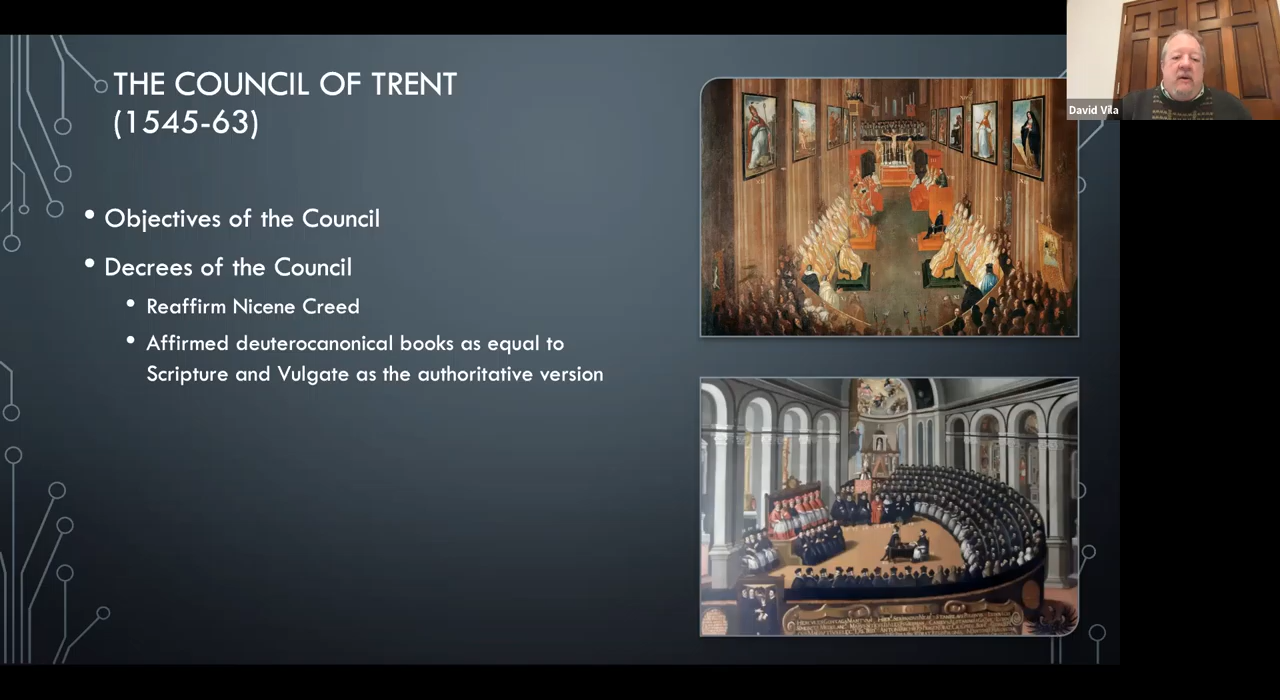 THE COUNCIL OF TRENT
(1545-63)
David Vila
• Objectives of the Council
• Decrees of the Council
• Reaffirm Nicene Creed
• Affirmed deuterocanonical books as equal to
Scripture and Vulgate as the authoritative version